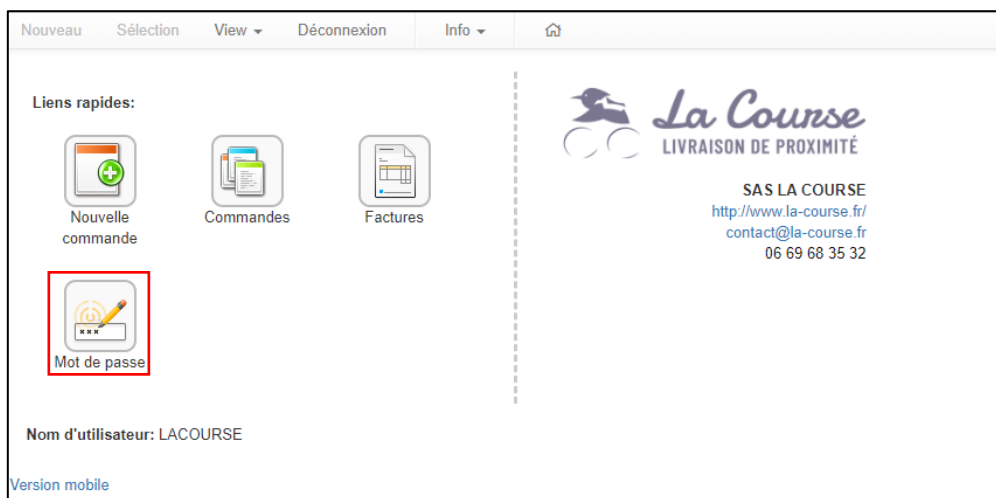 Nouveau Sélection View Déconnexion Info
Liens rapides:
Nouvelle
commande
Commandes
Factures
Mot de passe
Nom d'utilisateur: LACOURSE
Version mobile
La Course
LIVRAISON DE PROXIMITÉ
SAS LA COURSE
http://www.la-course.fr/
contact@la-course.fr
06 69 68 35 32